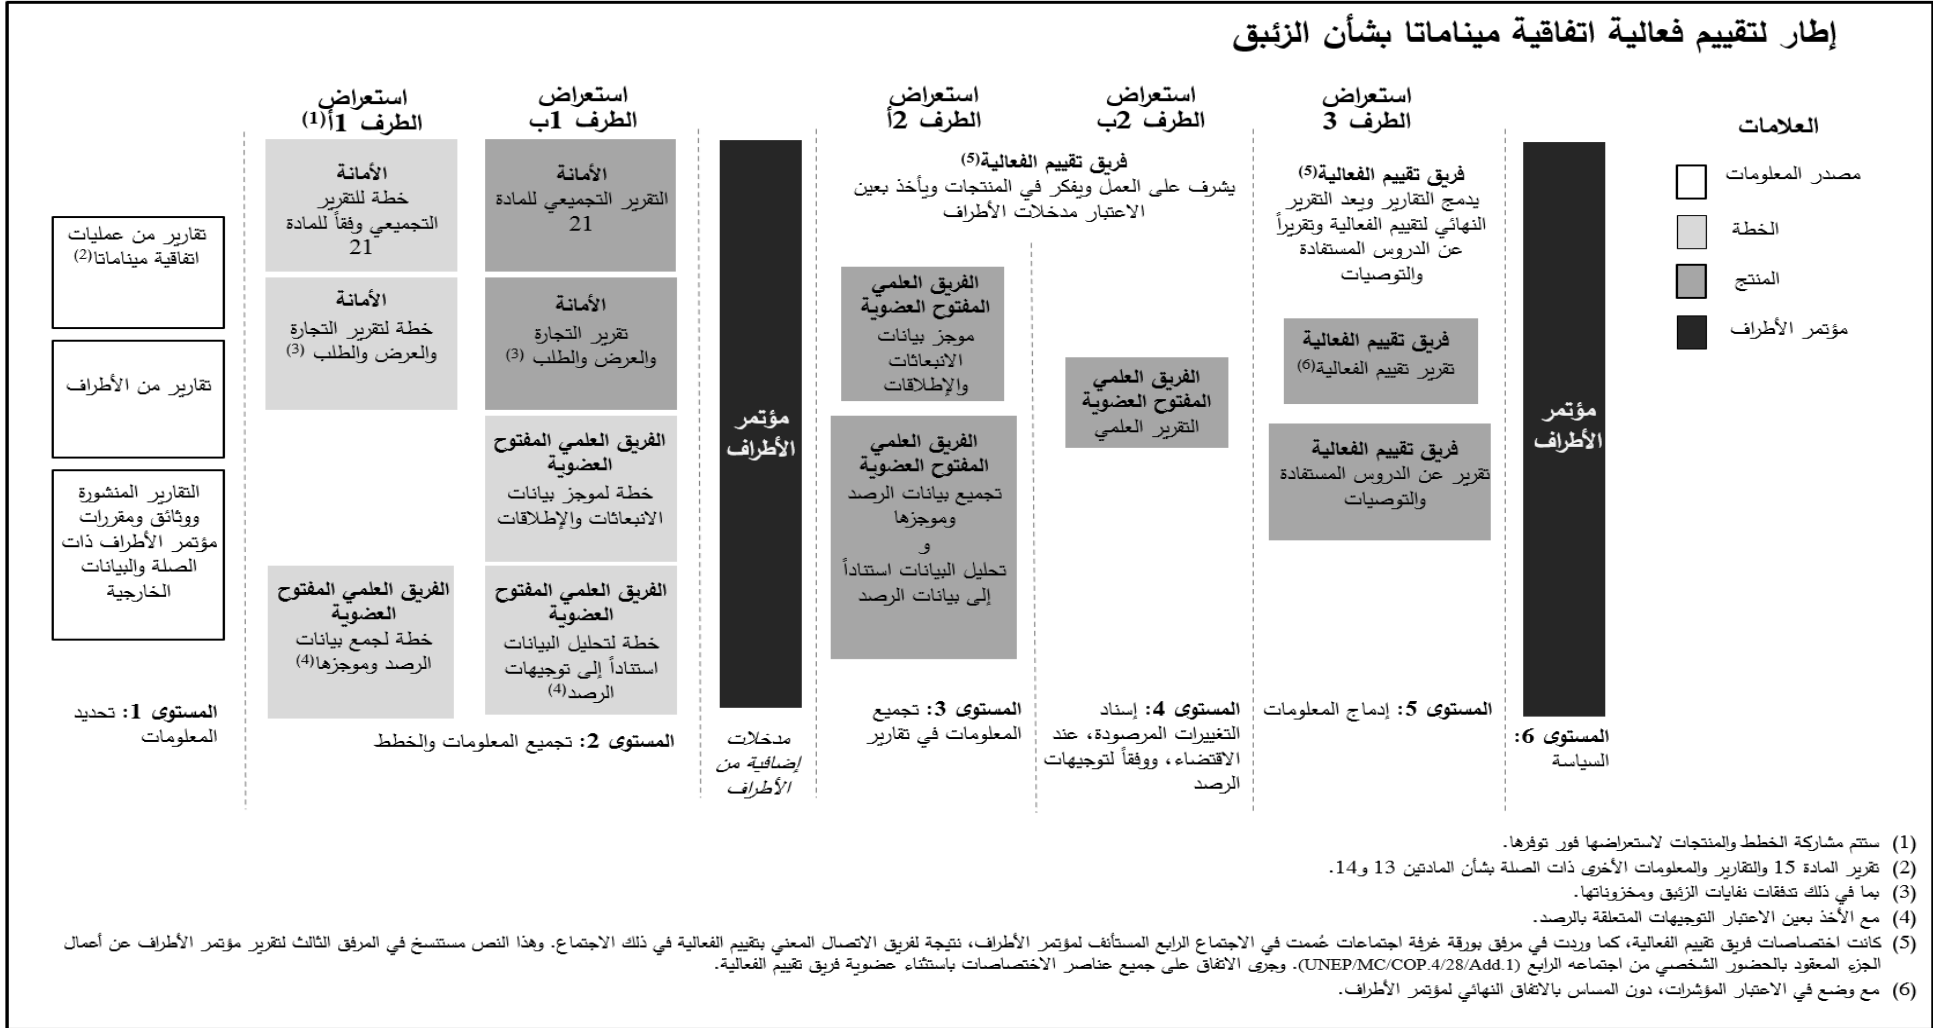 إطار لتقييم فعالية اتفاقية ميناماتا بشأن الزئبق
العلامات
مصدر المعلومات
الخطة
المنتج
مؤتمر الأطراف
تقارير من عمليات
اتفاقية ميناماتا(2)
تقارير من الأطراف
التقارير المنشورة
ووثائق ومقررات
مؤتمر الأطراف ذات
الصلة والبيانات
الخارجية
المستوى 1: تحديد
المعلومات
استعراض
الطرف 1أ(1)
الأمانة
خطة للتقرير
التجميعي وفقاً للمادة
21
الأمانة
خطة لتقرير التجارة
والعرض والطلب (3)
الفريق العلمي المفتوح
العضوية
خطة لجمع بيانات
الرصد وموجزها(4)
استعراض
الطرف 1ب
الأمانة
التقرير التجميعي للمادة
21
الأمانة
تقرير التجارة
والعرض والطلب (3)
الفريق العلمي المفتوح
العضوية
خطة لموجز بيانات
الانبعاثات والإطلاقات
الفريق العلمي المفتوح
العضوية
خطة لتحليل البيانات
استناداً إلى توجيهات
الرصد(4)
المستوى 2: تجميع المعلومات والخطط
مؤتمر
الأطراف
مدخلات
إضافية من
الأطراف
استعراض
الطرف 2أ
استعراض
الطرف 2ب
فريق تقييم الفعالية(5)
يشرف على العمل ويفكر في المنتجات ويأخذ بعين
الاعتبار مدخلات الأطراف
الفريق العلمي
المفتوح العضوية
موجز بيانات
الانبعاثات
والإطلاقات
الفريق العلمي
المفتوح العضوية
تجميع بيانات الرصد
وموجزها
و
تحليل البيانات استناداً
إلى بيانات الرصد
المستوى 3: تجميع
المعلومات في تقارير
الفريق العلمي
المفتوح العضوية
التقرير العلمي
المستوى 4: إسناد
التغييرات المرصودة، عند
الاقتضاء، ووفقاً لتوجيهات
الرصد
استعراض
الطرف 3
فريق تقييم الفعالية(5)
يدمج التقارير ويعد التقرير
النهائي لتقييم الفعالية وتقريراً
عن الدروس المستفادة
والتوصيات
فريق تقييم الفعالية
تقرير تقييم الفعالية(6)
فريق تقييم الفعالية
تقرير عن الدروس المستفادة
والتوصيات
المستوى 5: إدماج المعلومات
مؤتمر
الأطراف
المستوى 6:
السياسة
(1) ستتم مشاركة الخطط والمنتجات لاستعراضها فور توفرها.
(2) تقرير المادة 15 والتقارير والمعلومات الأخرى ذات الصلة بشأن المادتين 13 و14.
(3) بما في ذلك تدفقات نفايات الزئبق ومخزوناتها.
(4) مع الأخذ بعين الاعتبار التوجيهات المتعلقة بالرصد.
(5) كانت اختصاصات فريق تقييم الفعالية، كما وردت في مرفق بورقة غرفة اجتماعات عُممت في الاجتماع الرابع المستأنف لمؤتمر الأطراف، نتيجة لفريق الاتصال المعني بتقييم الفعالية في ذلك الاجتماع. وهذا النص مستنسخ في المرفق الثالث لتقرير مؤتمر الأطراف عن أعمال
الجزء المعقود بالحضور الشخصي من اجتماعه الرابع (UNEP/MC/COP.4/28/Add.1). وجرى الاتفاق على جميع عناصر الاختصاصات باستثناء عضوية فريق تقييم الفعالية.
(6) مع وضع في الاعتبار المؤشرات، دون المساس بالاتفاق النهائي لمؤتمر الأطراف.